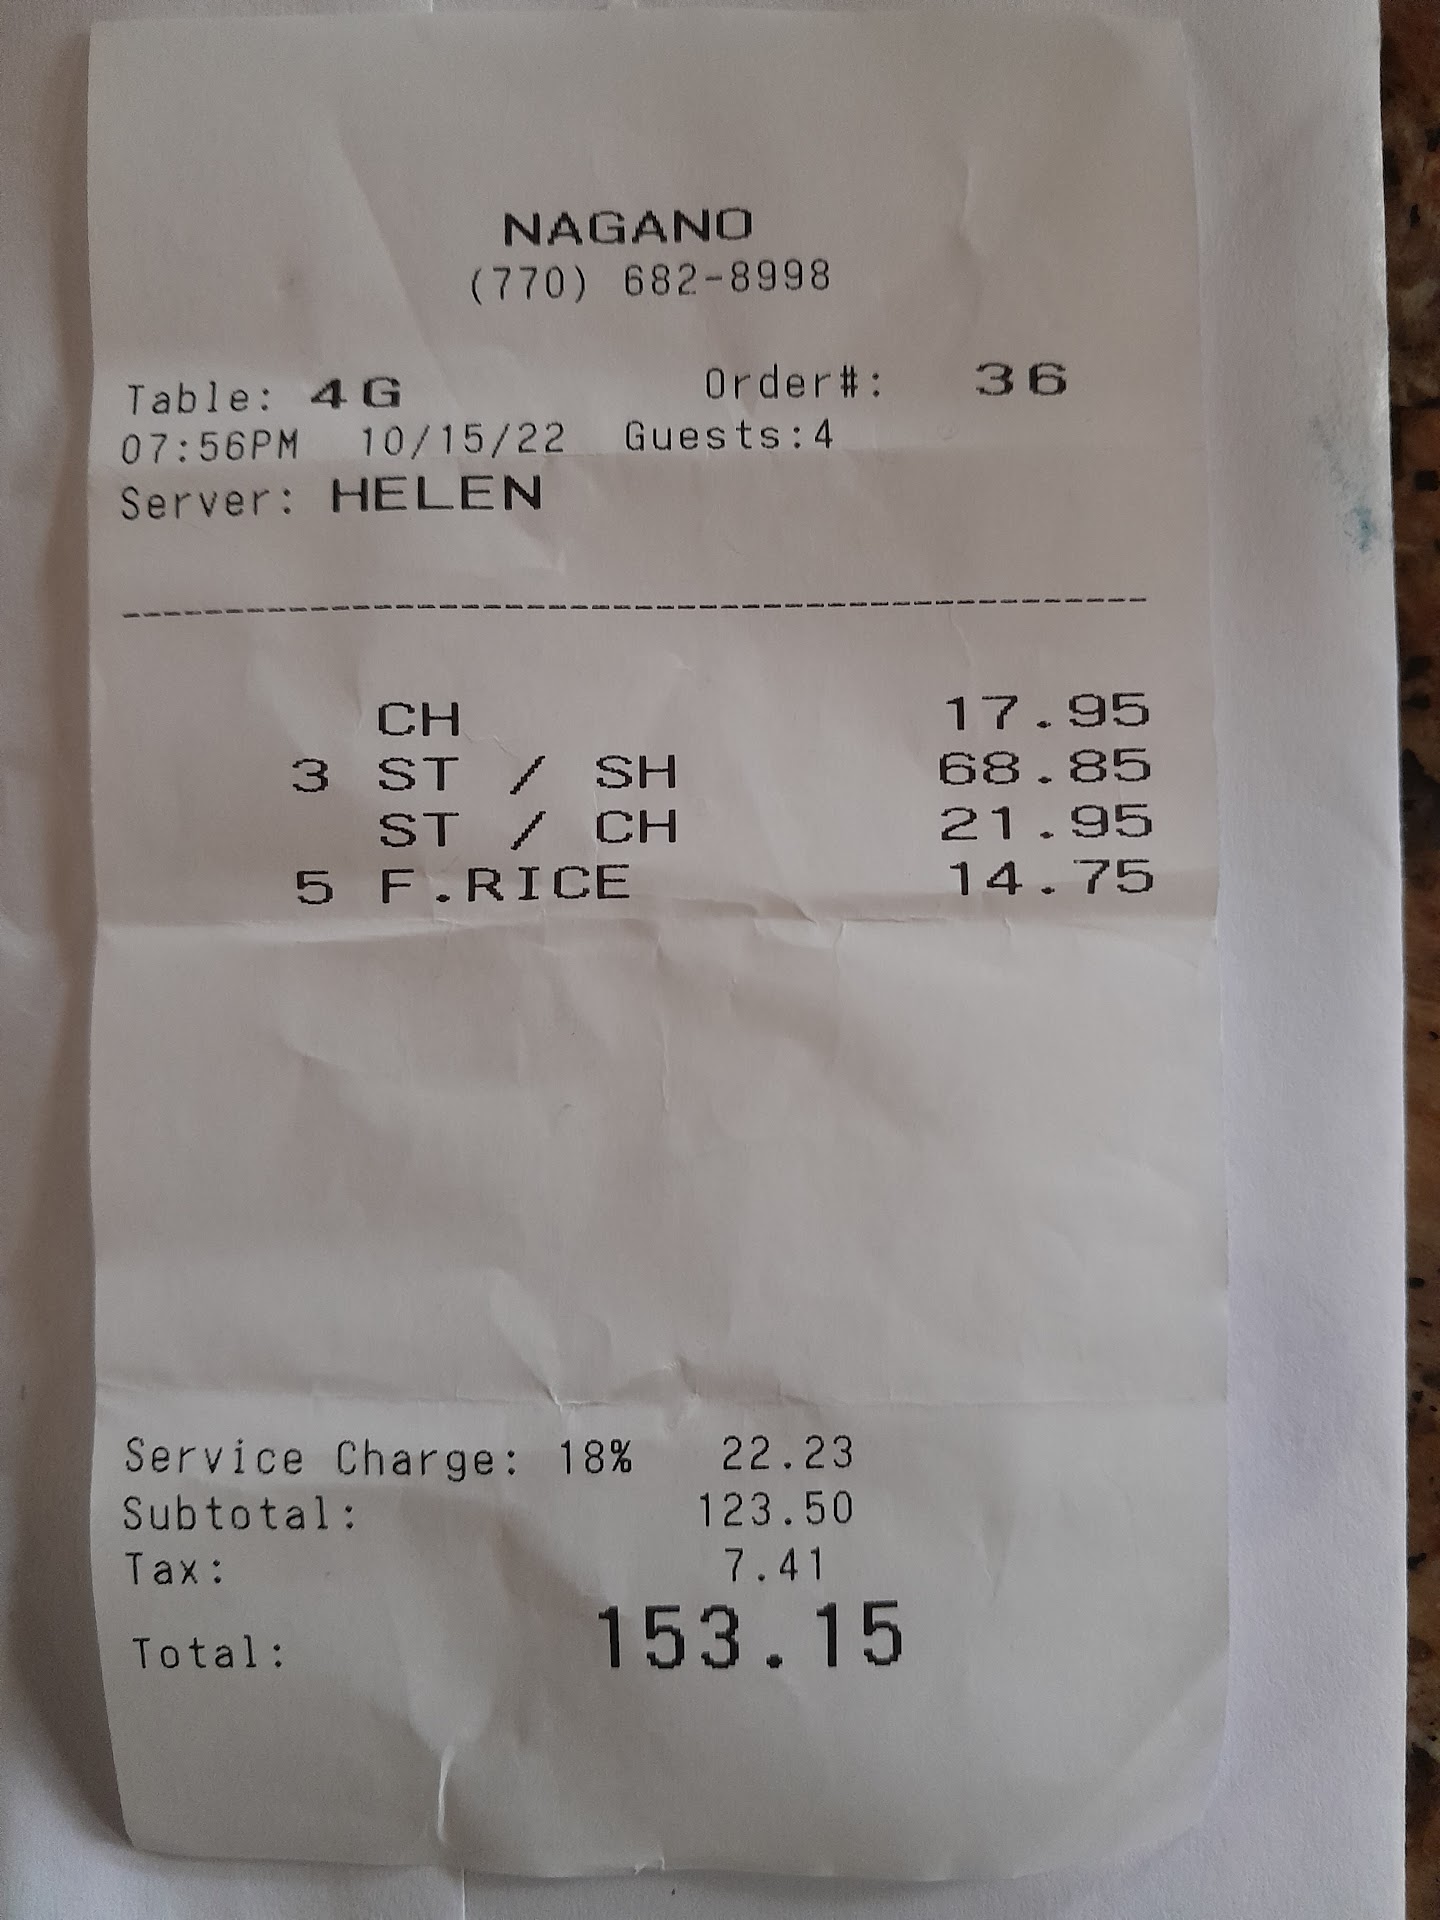 NAGANO
(770) 682-8998
Table: 4G Order#: 36
07:56PM 10/15/22 Guests:4
Server: HELEN
CH 17.95
3 ST / SH 68.85
ST / CH 21.95
5 F.RICE 14.75
Service Charge: 18% 22.23
Subtotal: 123.50
Tax: 7.41
Total: 153.15